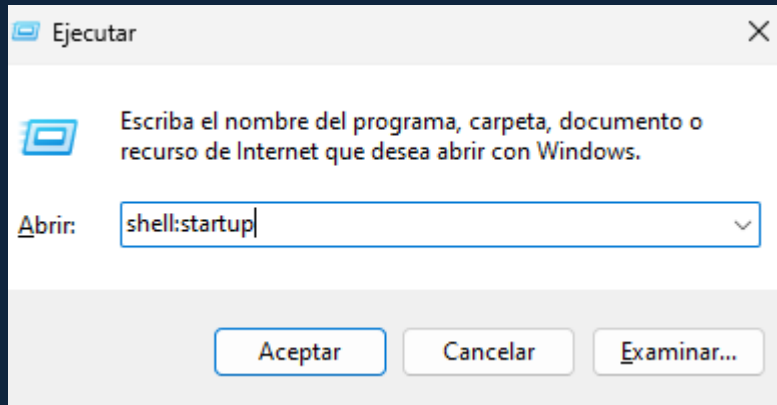 Ejecutar
Escriba el nombre del programa, carpeta, documento o
recurso de Internet que desea abrir con Windows.
Abrir: shell:startup
Aceptar Cancelar Examinar...